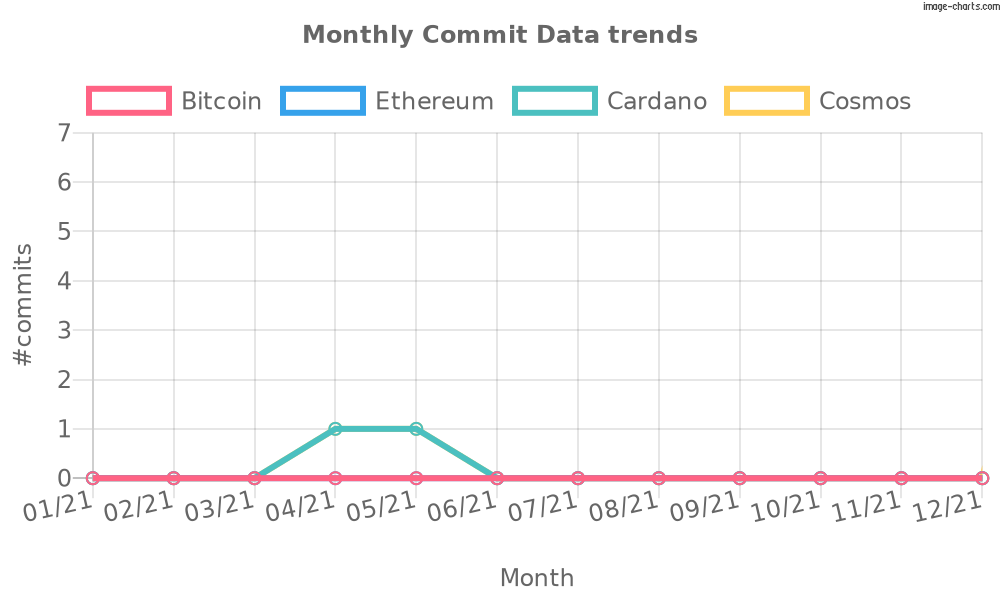 image-charts.com
Monthly Commit Data trends
Bitcoin Ethereum Cardano Cosmos
7
6
5
4
3
2
1
0
#commits
01/21 02/21 03/21 04/21 05/21 06/21 07/21 08/21 09/21 10/21 11/21 12/21
Month